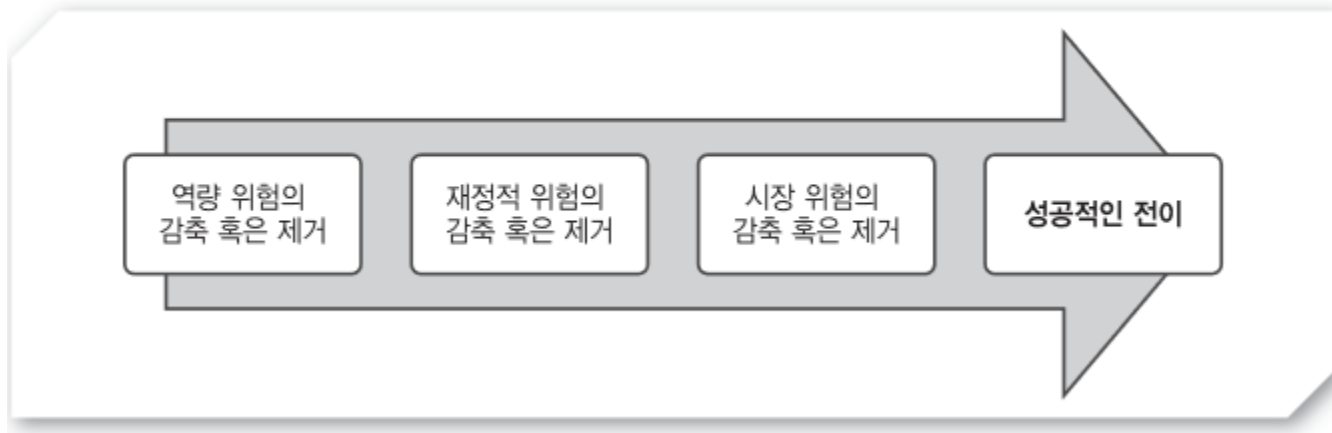 역량 위험의
감축 혹은 제거
재정적 위험의
감축 혹은 제거
시장 위험의
감축 혹은 제거
성공적인 전이